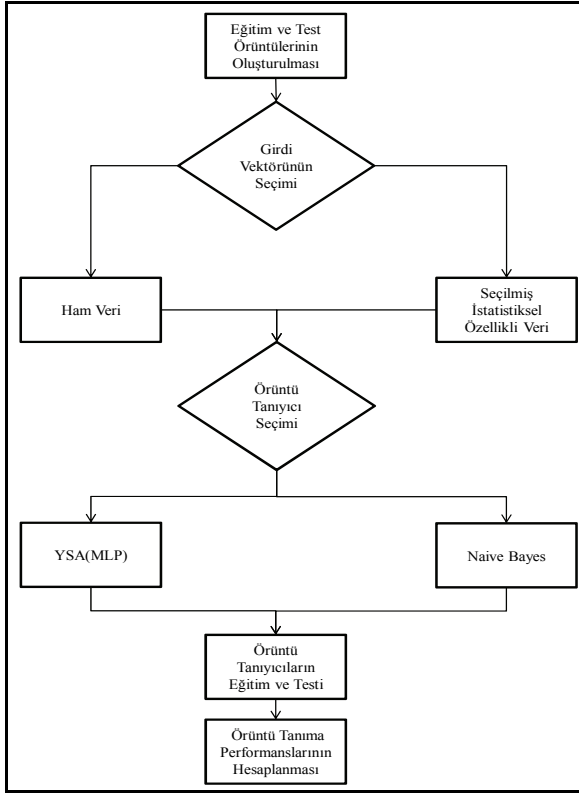 Eğitim ve Test
Örüntülerinin
Oluşturulması
Girdi
Vektörünün
Seçimi
Ham Veri
Seçilmiş
İstatistiksel
Özellikli Veri
Örüntü
Tanıyıcı
Seçimi
YSA(MLP)
Naive Bayes
Örüntü
Tanıyıcıların
Eğitim ve Testi
Örüntü Tanıma
Performanslarının
Hesaplanması